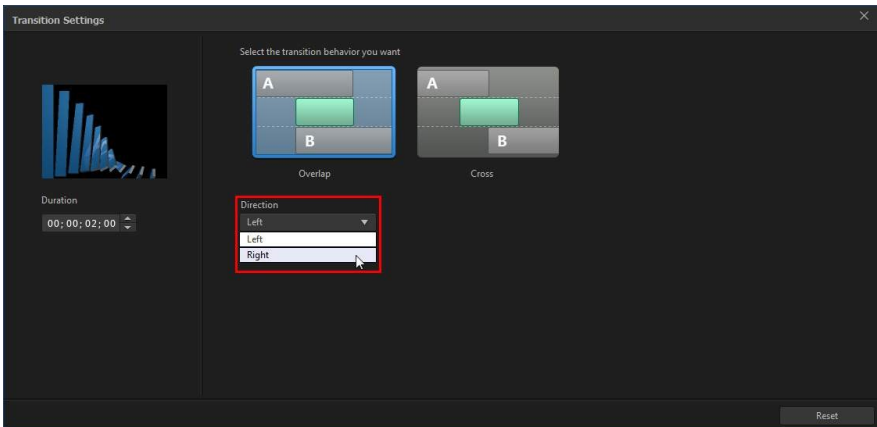 Transition Settings
Select the transition behavior you want
A
B
A
B
Overlap
Cross
Duration
00; 00; 02; 00
Direction
Left
Left
Right
Reset